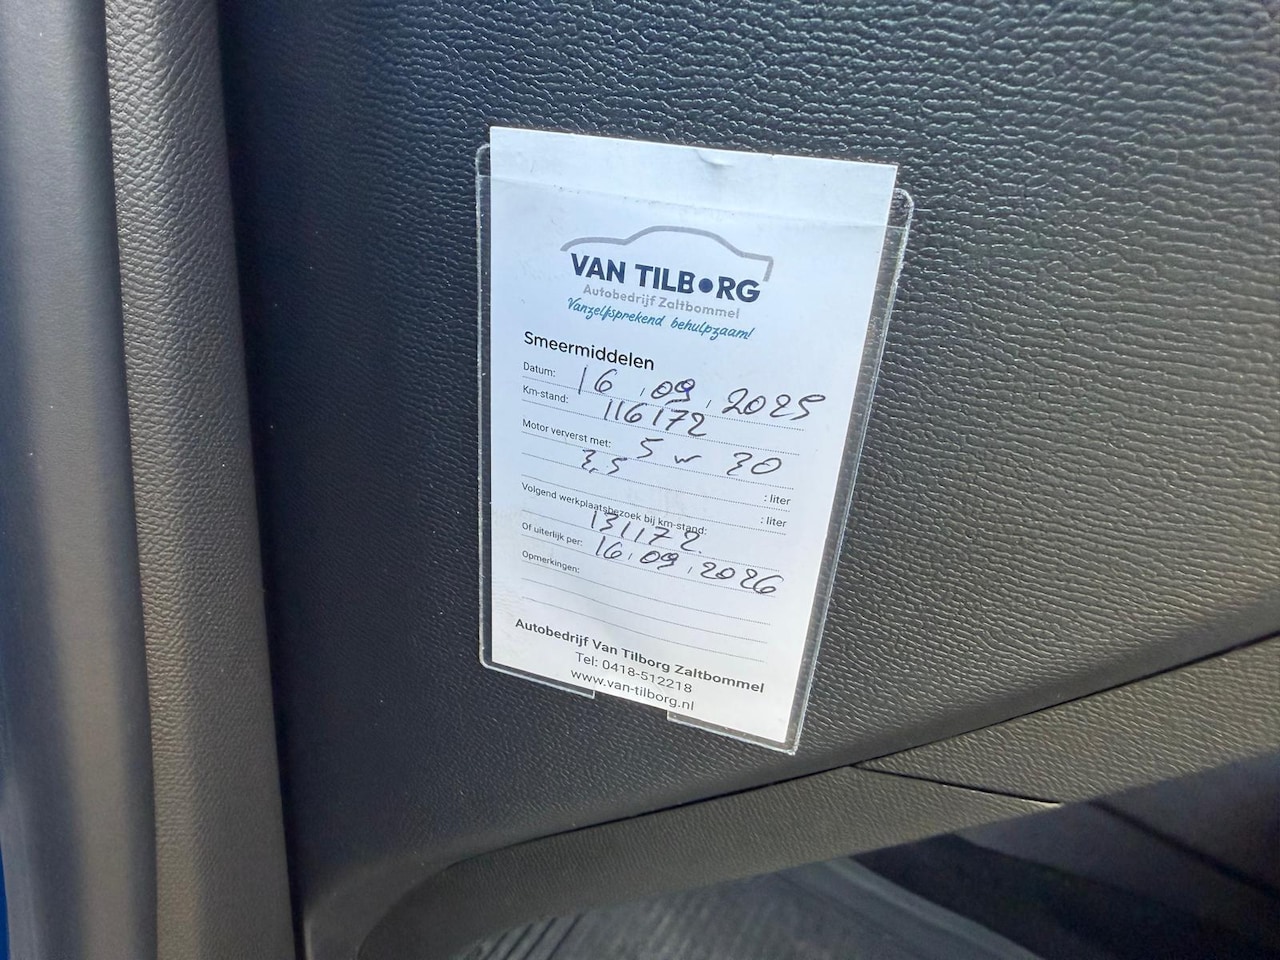 VAN TILBORG
Autobedrijf Zaltbommel
Vanzelfsprekend behulpzaam!
Smeermiddelen
Datum: 16.09.2025
Km-stand: 116172
Motor ververst met: 5 w 30
3,5 : liter
: liter
Volgend werkplaatsbezoek bij km-stand:
131172.
Of uiterlijk per: 16.09.2026
Opmerkingen:
Autobedrijf Van Tilborg Zaltbommel
Tel: 0418-512218
www.van-tilborg.nl